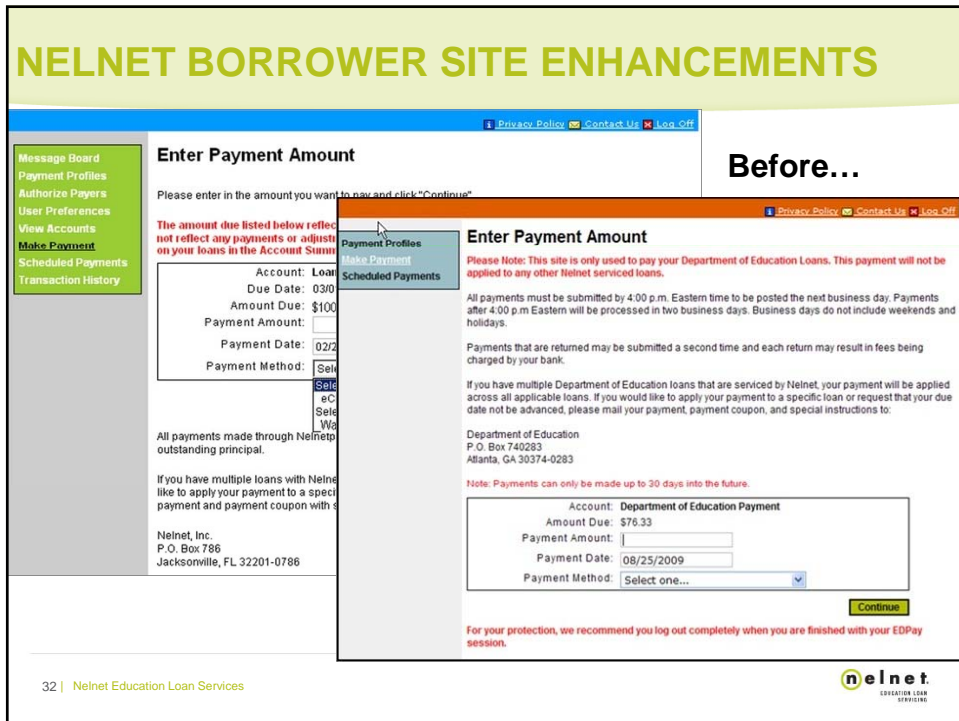 NELNET BORROWER SITE ENHANCEMENTS
Privacy Policy Contact Us Log Off
Message Board
Payment Profiles
Authorize Payers
User Preferences
View Accounts
Make Payment
Scheduled Payments
Transaction History
Enter Payment Amount
Please enter in the amount you want to pay and click "Continue"
The amount due listed below
not reflect any payments or
on your loans in the Account
Account: Loan
Due Date: 03/0
Amount Due: $100
Payment Amount:
Payment Date: 02/2
Payment Method:
All payments made through
outstanding principal.
If you have multiple loans with
like to apply your payment to a
payment and payment coupon with
Nelnet, Inc.
P.O. Box 786
Jacksonville, FL 32201-0786
Before…
Privacy Policy Contact Us Log Off
Payment Profiles
Make Payment
Scheduled Payments
Enter Payment Amount
Please Note: This site is only used to pay your Department of Education Loans. This payment will not be
applied to any other Nelnet serviced loans.
All payments must be submitted by 4:00 p.m. Eastern time to be posted the next business day. Payments
after 4:00 p.m Eastern will be processed in two business days. Business days do not include weekends and
holidays.
Payments that are returned may be submitted a second time and each return may result in fees being
charged by your bank.
If you have multiple Department of Education loans that are serviced by Nelnet, your payment will be applied
across all applicable loans. If you would like to apply your payment to a specific loan or request that your due
date not be advanced, please mail your payment, payment coupon, and special instructions to:
Department of Education
P.O. Box 740283
Atlanta, GA 30374-0283
Note: Payments can only be made up to 30 days into the future.
Account: Department of Education Payment
Amount Due: $76.33
Payment Amount:
Payment Date: 08/25/2009
Payment Method: Select one...
Continue
For your protection, we recommend you log out completely when you are finished with your EDPay
session.
32 | Nelnet Education Loan Services
nelnet
EDUCATION LOAN
SERVICING